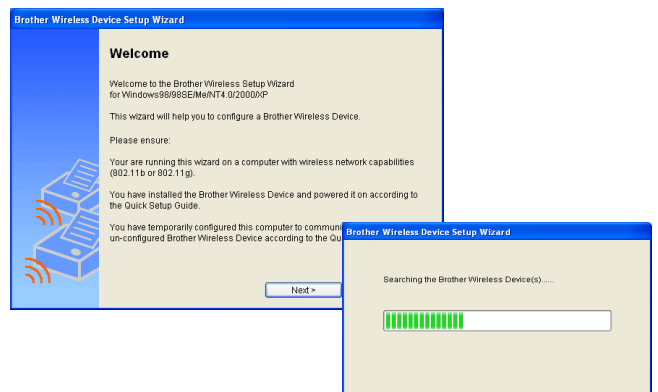 Brother Wireless Device Setup Wizard
Welcome
Welcome to the Brother Wireless Setup Wizard
for Windows98/98SE/Me/NT4.0/2000/XP
This wizard will help you to configure a Brother Wireless Device.
Please ensure:
Your are running this wizard on a computer with wireless network capabilities
(802.11b or 802.11g).
You have installed the Brother Wireless Device and powered it on according to
the Quick Setup Guide.
You have temporarily configured this computer to
un-configured Brother Wireless Device according to the
Next >
Brother Wireless Device Setup Wizard
Searching the Brother Wireless Device(s)......